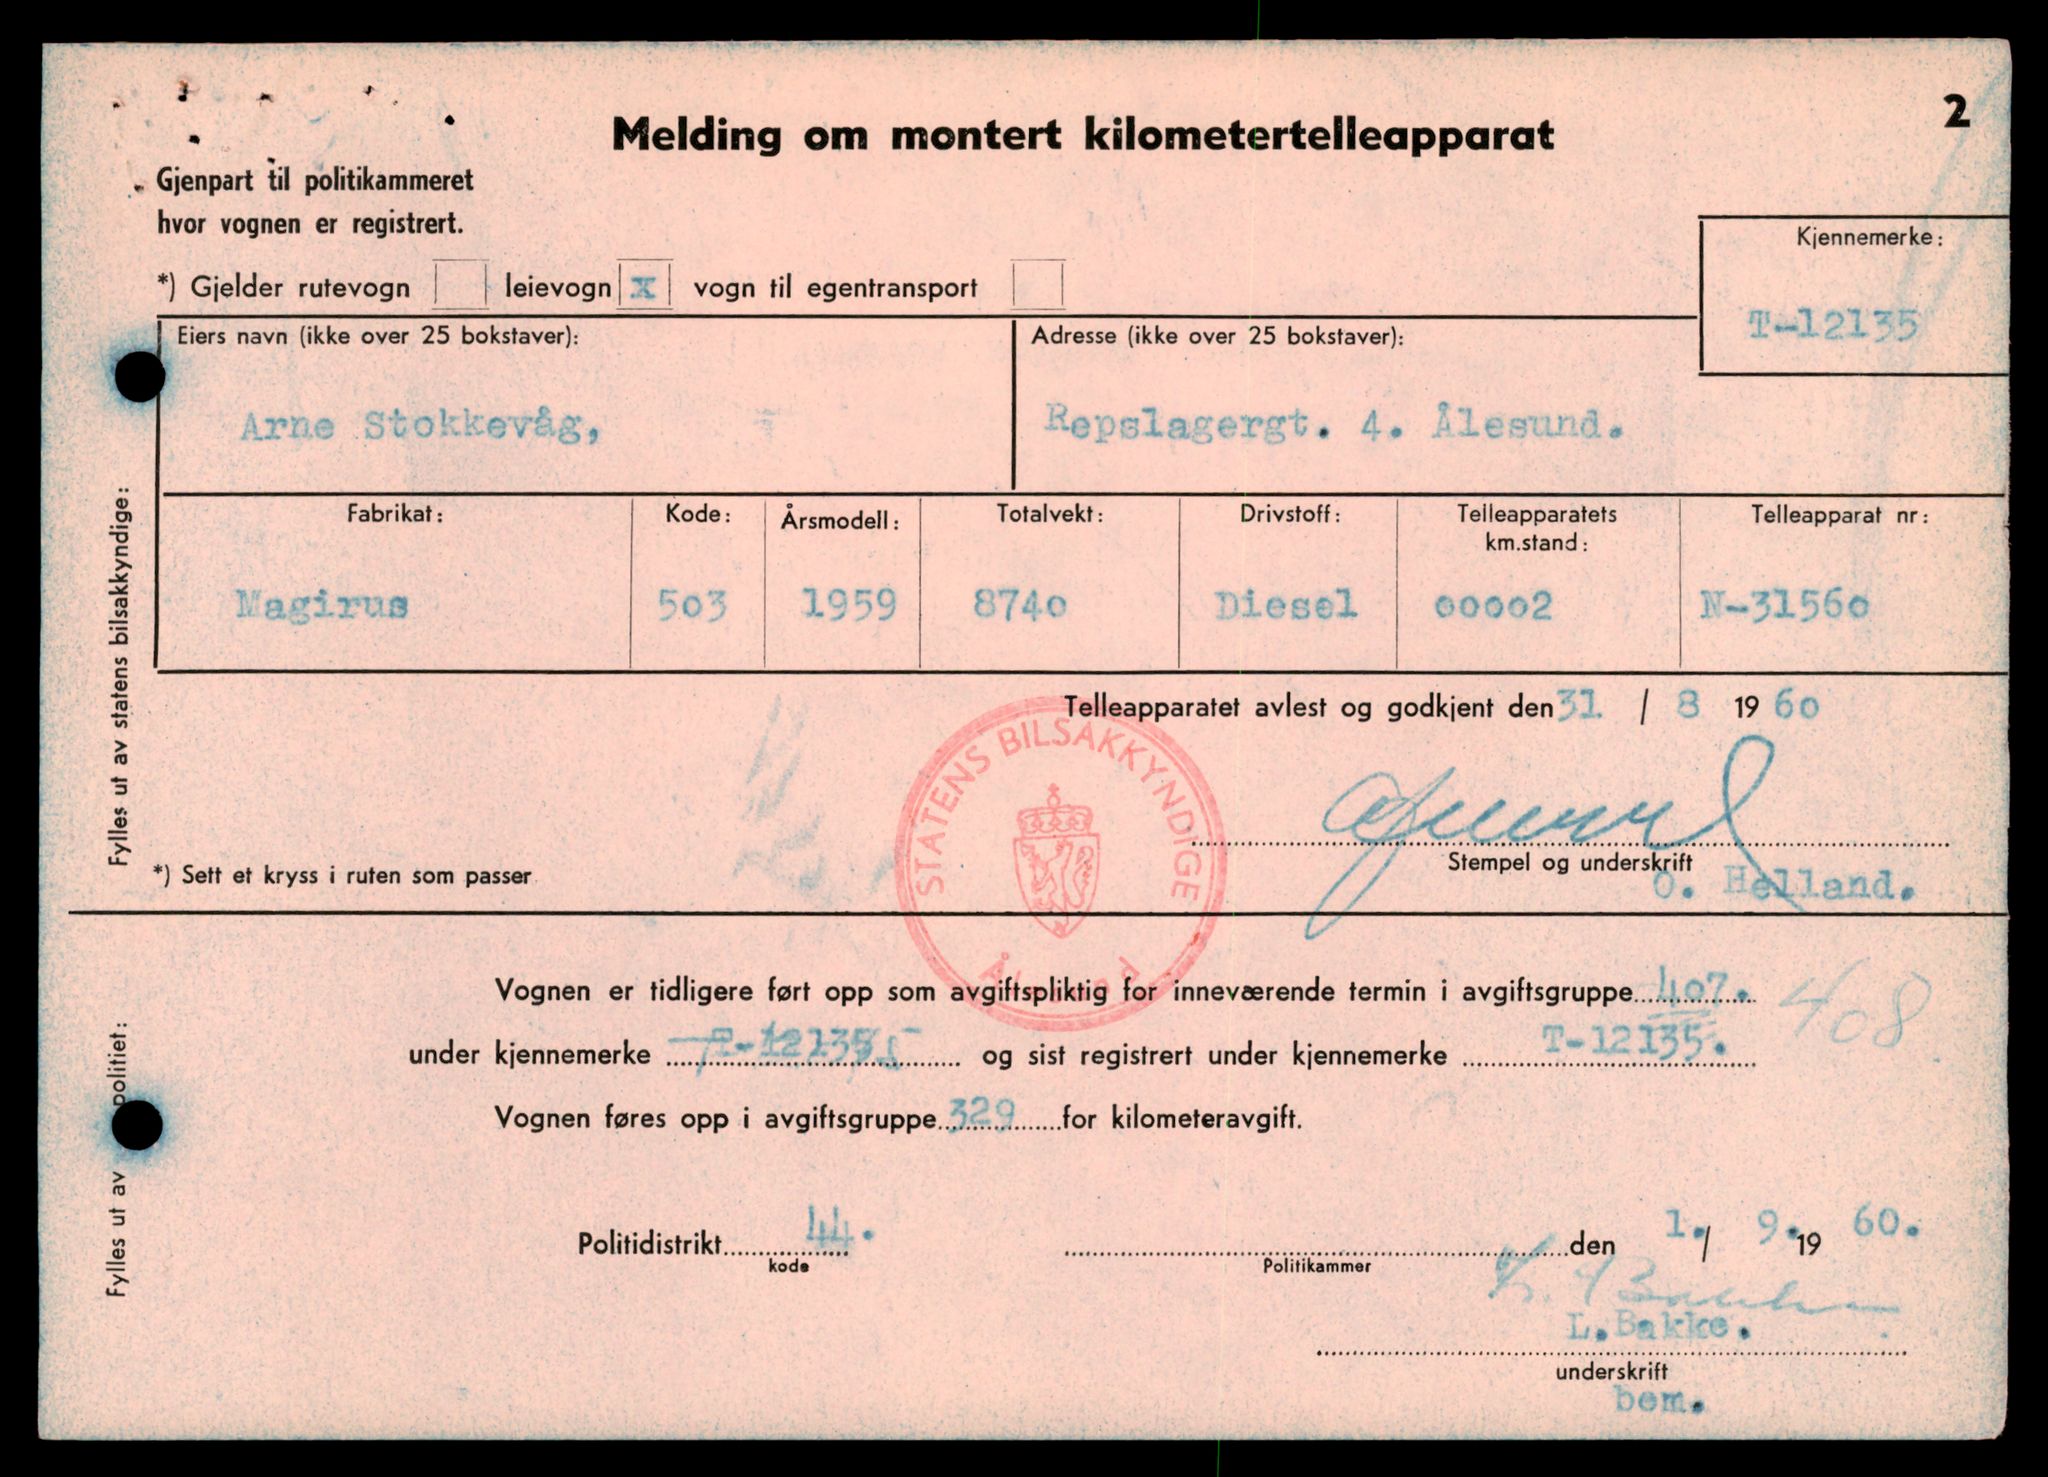 2
Melding om montert kilometertelleapparat
Gjenpart til politikammeret
hvor vognen er registrert.
Kjennemerke:
T-12135
*) Gjelder rutevogn leievogn x vogn til egentransport
Eiers navn (ikke over 25 bokstaver): Adresse (ikke over 25 bokstaver):
Arne Stokkevåg, Repslagergt. 4. Ålesund.
Fabrikat: Kode: Årsmodell: Totalvekt: Drivstoff: Telleapparatets km.stand: Telleapparat nr:
Magirus 503 1959 8740 Diesel 00002 N-31560
Fylles ut av statens bilsakkyndige:
Telleapparatet avlest og godkjent den 31 / 8 1960
STATENS BILSAKKYNDIGE
Stempel og underskrift
O. Helland.
*) Sett et kryss i ruten som passer
Vognen er tidligere ført opp som avgiftspliktig for inneværende termin i avgiftsgruppe 407. 408
under kjennemerke T-12135 og sist registrert under kjennemerke T-12135.
Vognen føres opp i avgiftsgruppe 329 for kilometeravgift.
Fylles ut av politiet:
Politidistrikt 44. den 1. / 9. 19 60.
kode Politikammer
L. Bakke.
underskrift
bem.